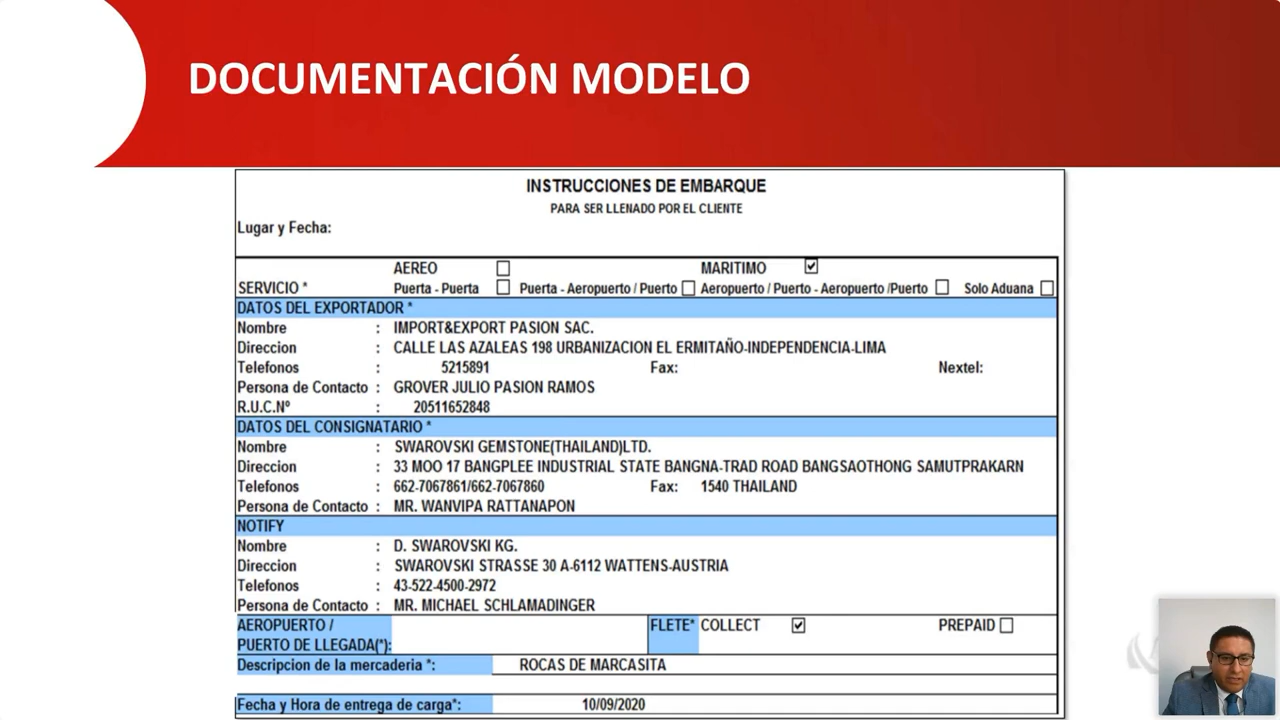 DOCUMENTACIÓN MODELO
INSTRUCCIONES DE EMBARQUE
PARA SER LLENADO POR EL CLIENTE
Lugar y Fecha:
AEREO MARITIMO
SERVICIO * Puerta - Puerta Puerta - Aeropuerto / Puerto Aeropuerto / Puerto - Aeropuerto /Puerto Solo Aduana
DATOS DEL EXPORTADOR *
Nombre : IMPORT&EXPORT PASION SAC.
Direccion : CALLE LAS AZALEAS 198 URBANIZACION EL ERMITAÑO-INDEPENDENCIA-LIMA
Telefonos : 5215891 Fax: Nextel:
Persona de Contacto : GROVER JULIO PASION RAMOS
R.U.C.Nº : 20511652848
DATOS DEL CONSIGNATARIO *
Nombre : SWAROVSKI GEMSTONE(THAILAND)LTD.
Direccion : 33 MOO 17 BANGPLEE INDUSTRIAL STATE BANGNA-TRAD ROAD BANGSAOTHONG SAMUTPRAKARN
Telefonos : 662-7067861/662-7067860 Fax: 1540 THAILAND
Persona de Contacto : MR. WANVIPA RATTANAPON
NOTIFY
Nombre : D. SWAROVSKI KG.
Direccion : SWAROVSKI STRASSE 30 A-6112 WATTENS-AUSTRIA
Telefonos : 43-522-4500-2972
Persona de Contacto : MR. MICHAEL SCHLAMADINGER
AEROPUERTO / FLETE* COLLECT PREPAID
PUERTO DE LLEGADA(*):
Descripcion de la mercaderia *: ROCAS DE MARCASITA
Fecha y Hora de entrega de carga*: 10/09/2020